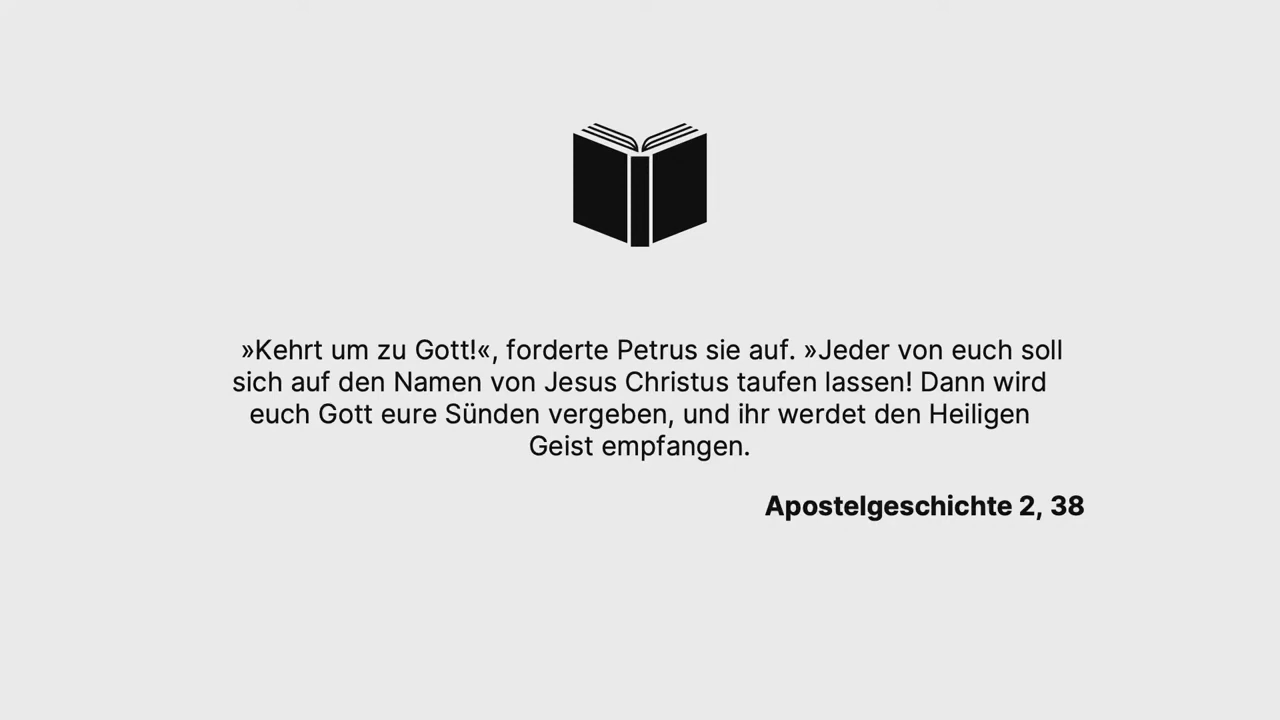 »Kehrt um zu Gott!«, forderte Petrus sie auf. »Jeder von euch soll
sich auf den Namen von Jesus Christus taufen lassen! Dann wird
euch Gott eure Sünden vergeben, und ihr werdet den Heiligen
Geist empfangen.
Apostelgeschichte 2, 38